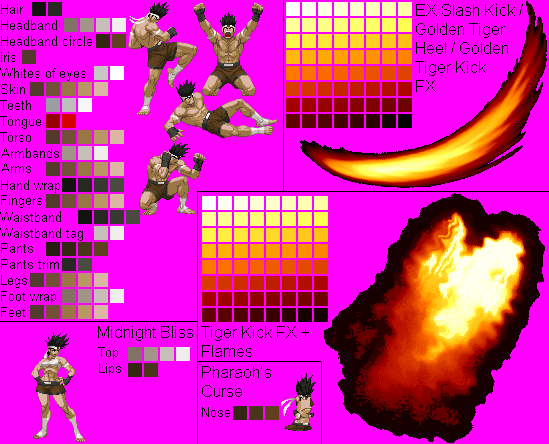 Hair
Headband
Headband circle
Iris
Whites of eyes
Skin
Teeth
Tongue
Torso
Armbands
Arms
Hand wrap
Fingers
Waistband
Waistband tag
Pants
Pants trim
Legs
Foot wrap
Feet
EX Slash Kick /
Golden Tiger
Heel / Golden
Tiger Kick
FX
Midnight Bliss
Top
Lips
Tiger Kick FX +
Flames
Pharaoh's
Curse
Nose